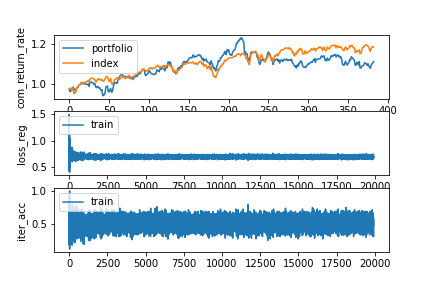 com_return_rate
1.2
1.0
portfolio
index
0 50 100 150 200 250 300 350 400
loss_reg
1.5
1.0
0.5
train
0 2500 5000 7500 10000 12500 15000 17500 20000
iter_acc
1.0
0.5
train
0 2500 5000 7500 10000 12500 15000 17500 20000